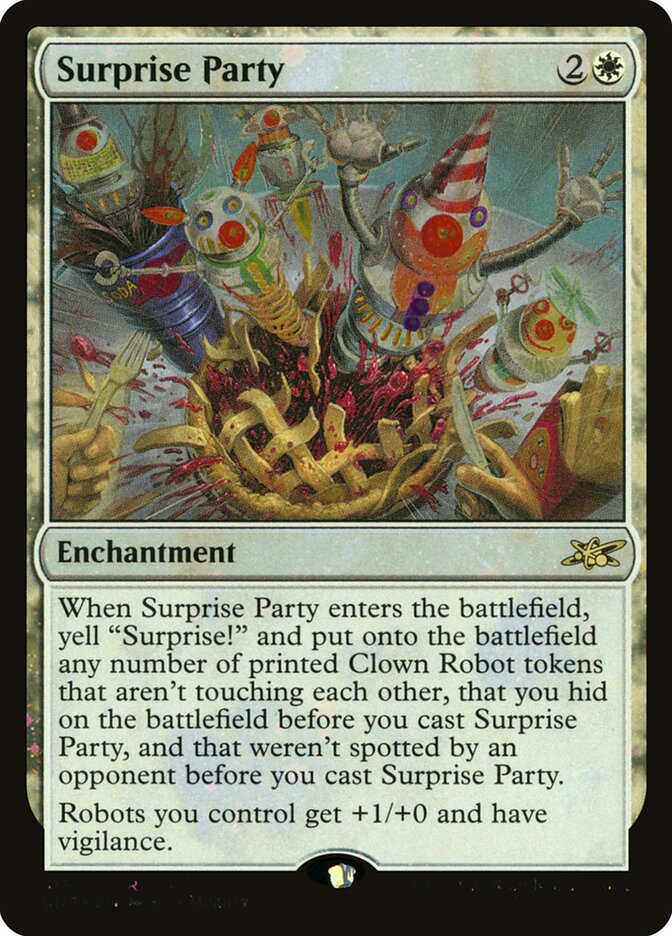 Surprise Party 2
Enchantment
When Surprise Party enters the battlefield,
yell “Surprise!” and put onto the battlefield
any number of printed Clown Robot tokens
that aren’t touching each other, that you hid
on the battlefield before you cast Surprise
Party, and that weren’t spotted by an
opponent before you cast Surprise Party.
Robots you control get +1/+0 and have
vigilance.